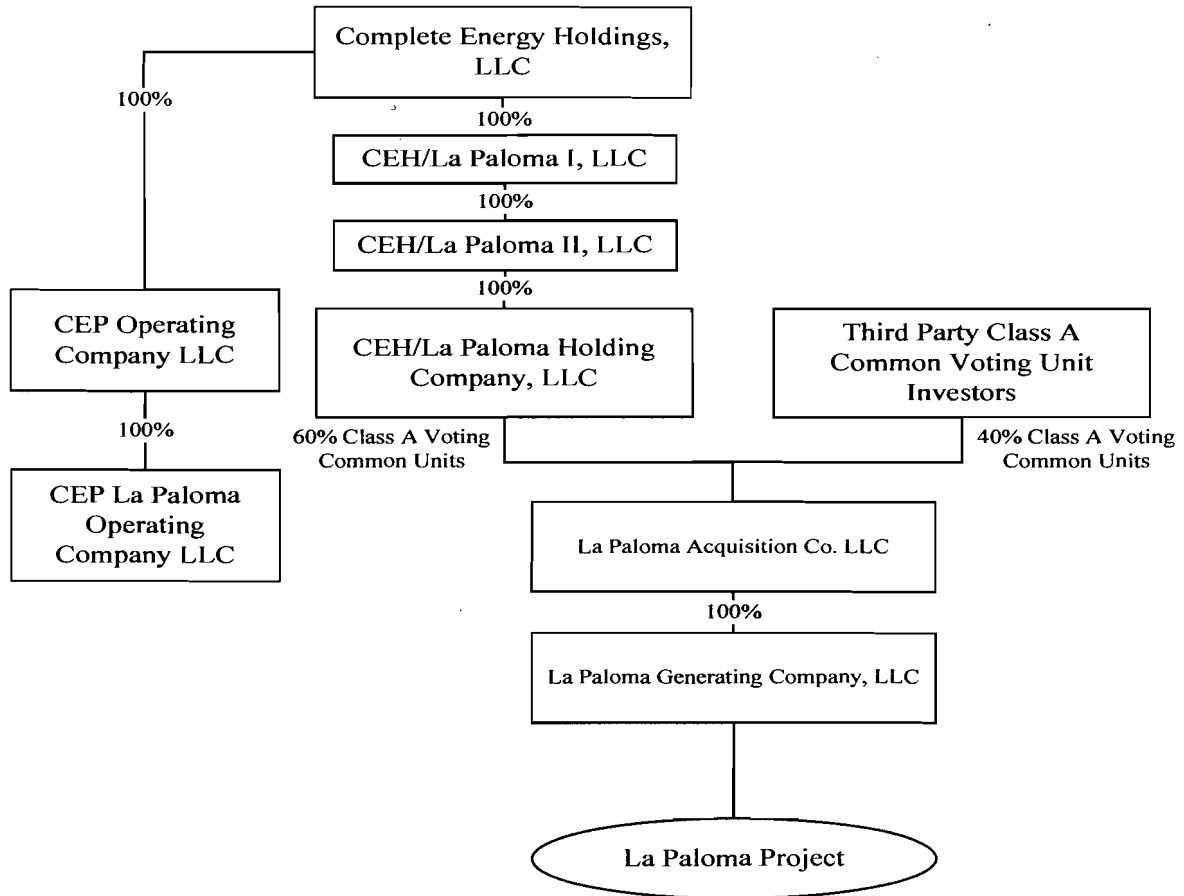 Complete Energy Holdings,
LLC
100%
100%
CEH/La Paloma I, LLC
100%
CEH/La Paloma II, LLC
100%
CEP Operating
Company LLC
CEH/La Paloma Holding
Company, LLC
Third Party Class A
Common Voting Unit
Investors
100%
60% Class A Voting
Common Units
40% Class A Voting
Common Units
CEP La Paloma
Operating
Company LLC
La Paloma Acquisition Co. LLC
100%
La Paloma Generating Company, LLC
La Paloma Project